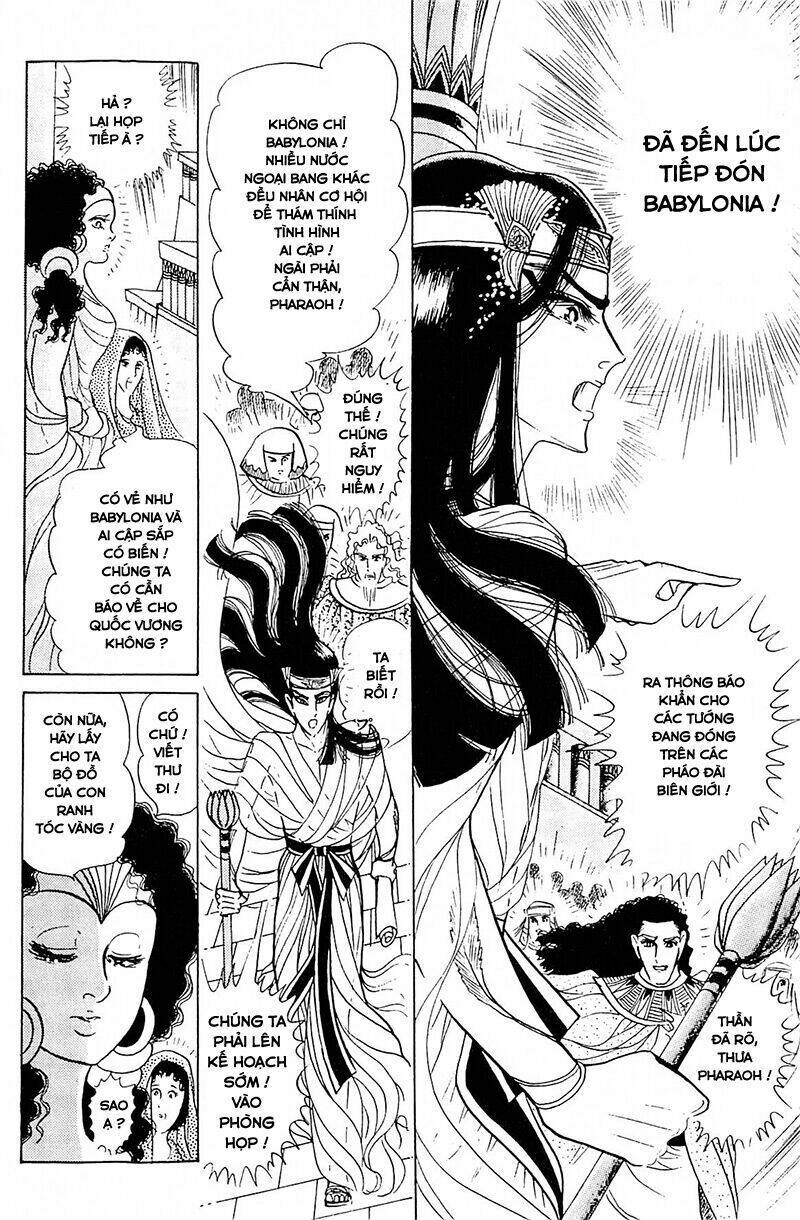 ĐÃ ĐẾN LÚC
TIẾP ĐÓN
BABYLONIA !
RA THÔNG BÁO
KHẨN CHO
CÁC TƯỚNG
ĐANG ĐÓNG
TRÊN CÁC
PHÁO ĐÀI
BIÊN GIỚI !
THẦN
ĐÃ RÕ,
THƯA
PHARAOH !
KHÔNG CHỈ
BABYLONIA !
NHIỀU NƯỚC
NGOẠI BANG KHÁC
ĐỀU NHÂN CƠ HỘI
ĐỂ THÁM THÍNH
TÌNH HÌNH
AI CẬP !
NGÀI PHẢI
CẨN THẬN,
PHARAOH !
ĐÚNG
THẾ !
CHÚNG
RẤT
NGUY
HIỂM !
TA
BIẾT
RỒI !
CHÚNG TA
PHẢI LÊN
KẾ HOẠCH
SỚM !
VÀO
PHÒNG
HỌP !
HẢ ?
LẠI HỌP
TIẾP À ?
CÓ VẺ NHƯ
BABYLONIA VÀ
AI CẬP SẮP
CÓ BIẾN !
CHÚNG TA
CÓ CẦN
BÁO VỀ CHO
QUỐC VƯƠNG
KHÔNG ?
CÓ
CHỨ !
VIẾT
THƯ
ĐI !
CÒN NỮA,
HÃY LẤY
CHO TA
BỘ ĐỒ
CỦA CON
RANH
TÓC VÀNG !
SAO
Ạ ?